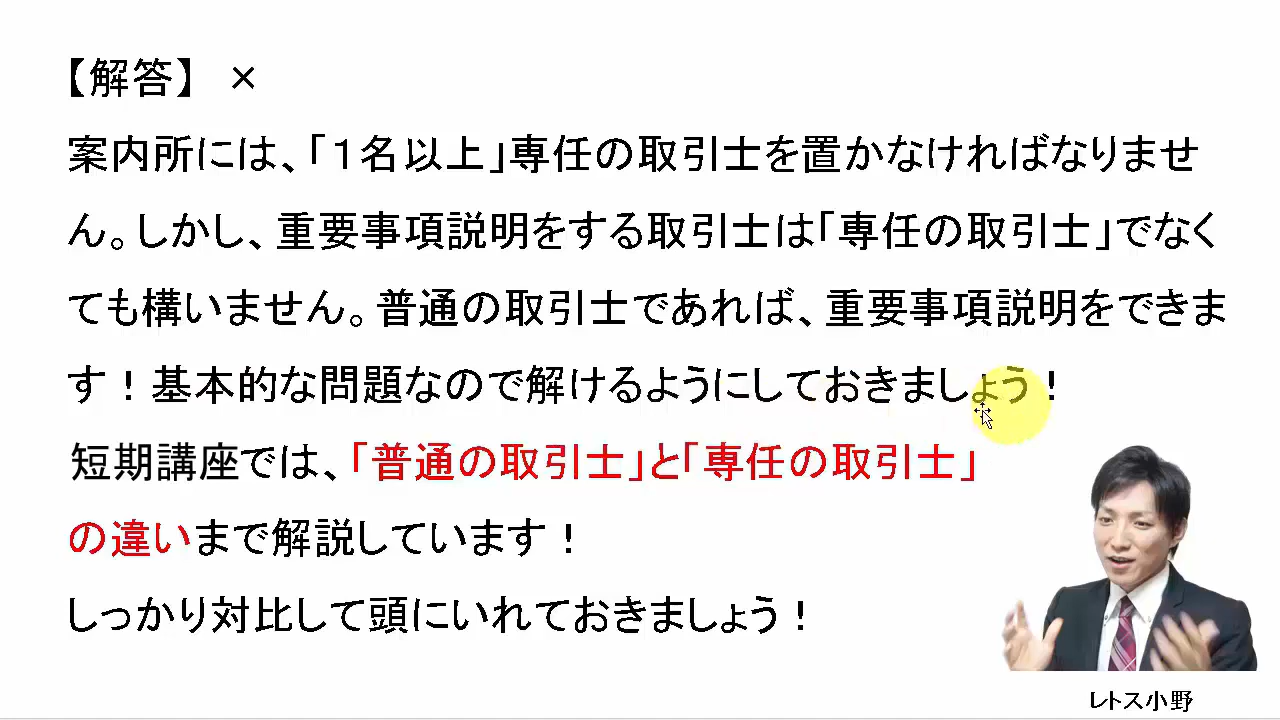 【解答】 ×
案内所には、「１名以上」専任の取引士を置かなければなりませ
ん。しかし、重要事項説明をする取引士は「専任の取引士」でなく
ても構いません。普通の取引士であれば、重要事項説明をできま
す！基本的な問題なので解けるようにしておきましょう！
短期講座では、「普通の取引士」と「専任の取引士」
の違いまで解説しています！
しっかり対比して頭にいれておきましょう！
レトス小野